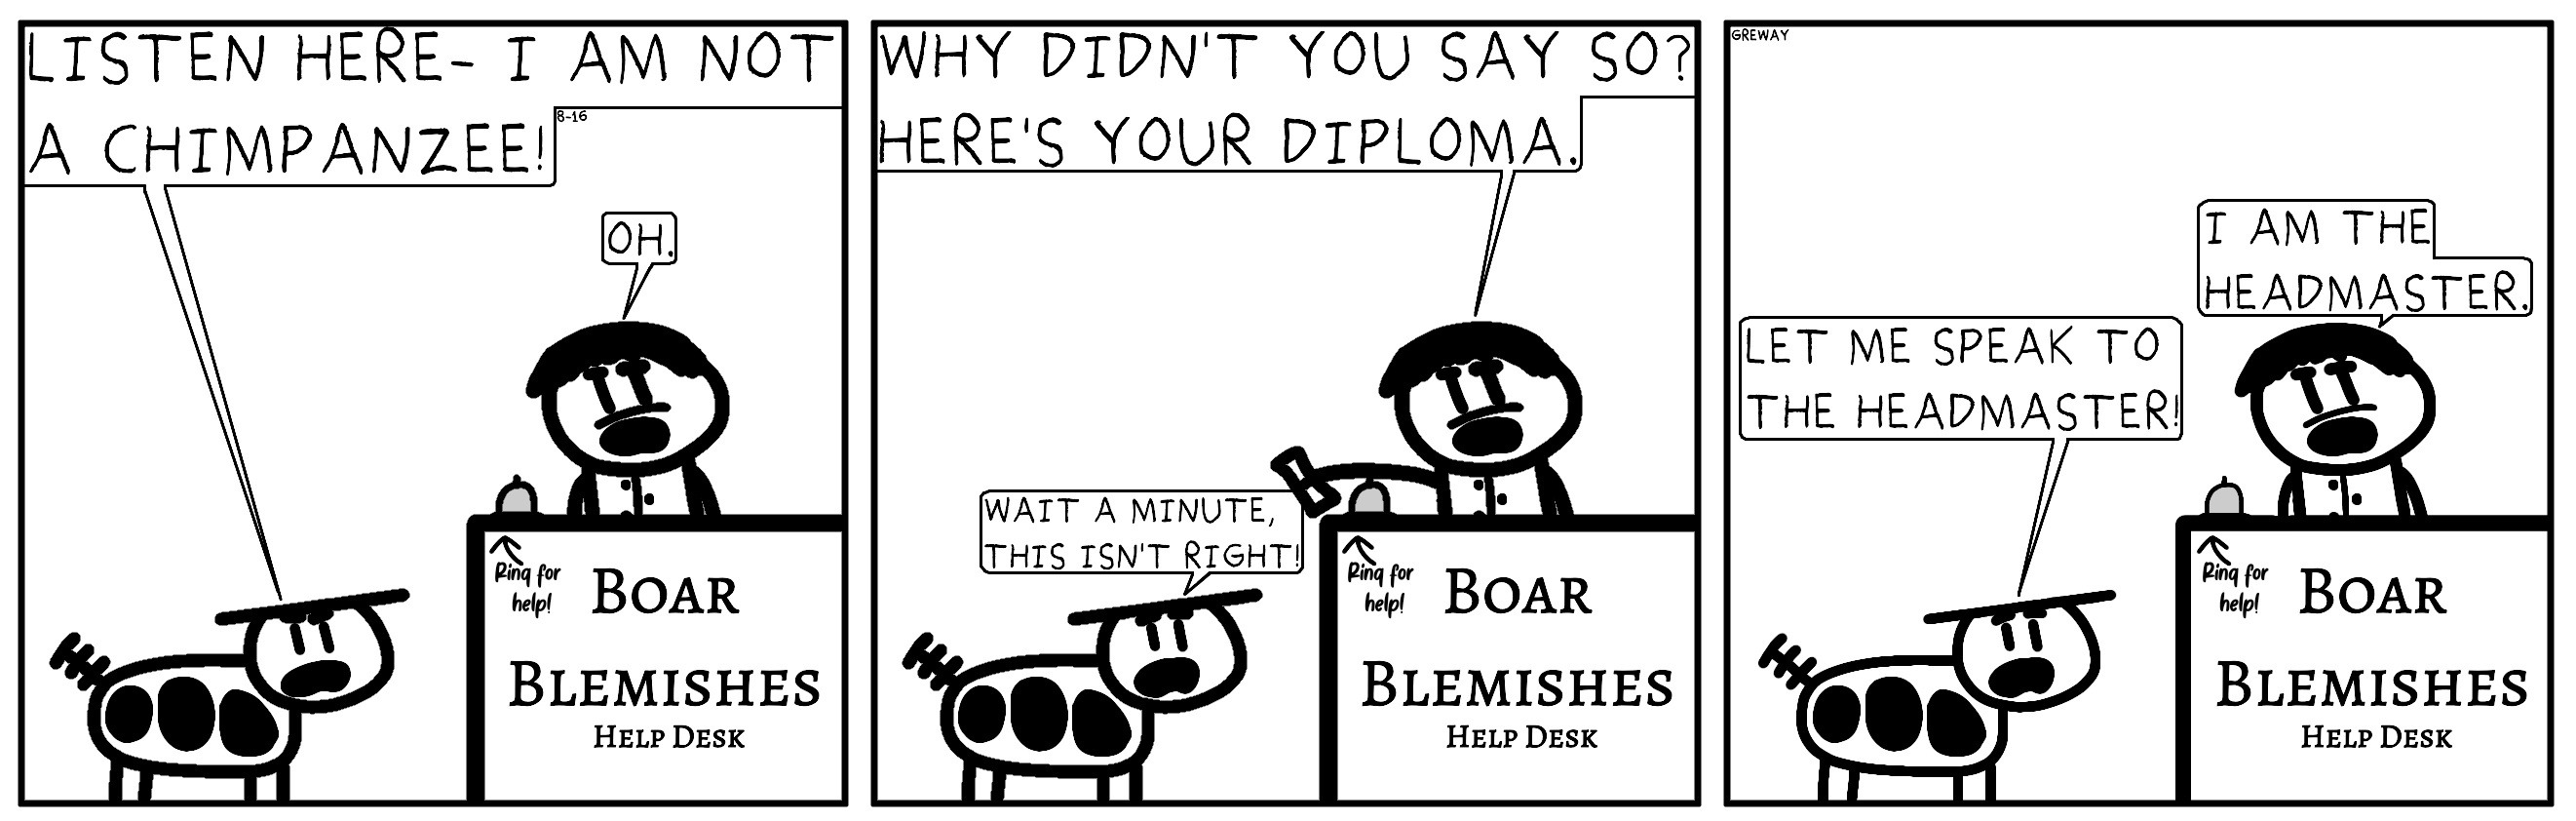 LISTEN HERE- I AM NOT
A CHIMPANZEE!
8-16
OH.
Ring for
help!
BOAR
BLEMISHES
HELP DESK
WHY DIDN'T YOU SAY SO?
HERE'S YOUR DIPLOMA.
WAIT A MINUTE,
THIS ISN'T RIGHT!
Ring for
help!
BOAR
BLEMISHES
HELP DESK
GREWAY
LET ME SPEAK TO
THE HEADMASTER!
I AM THE
HEADMASTER.
Ring for
help!
BOAR
BLEMISHES
HELP DESK